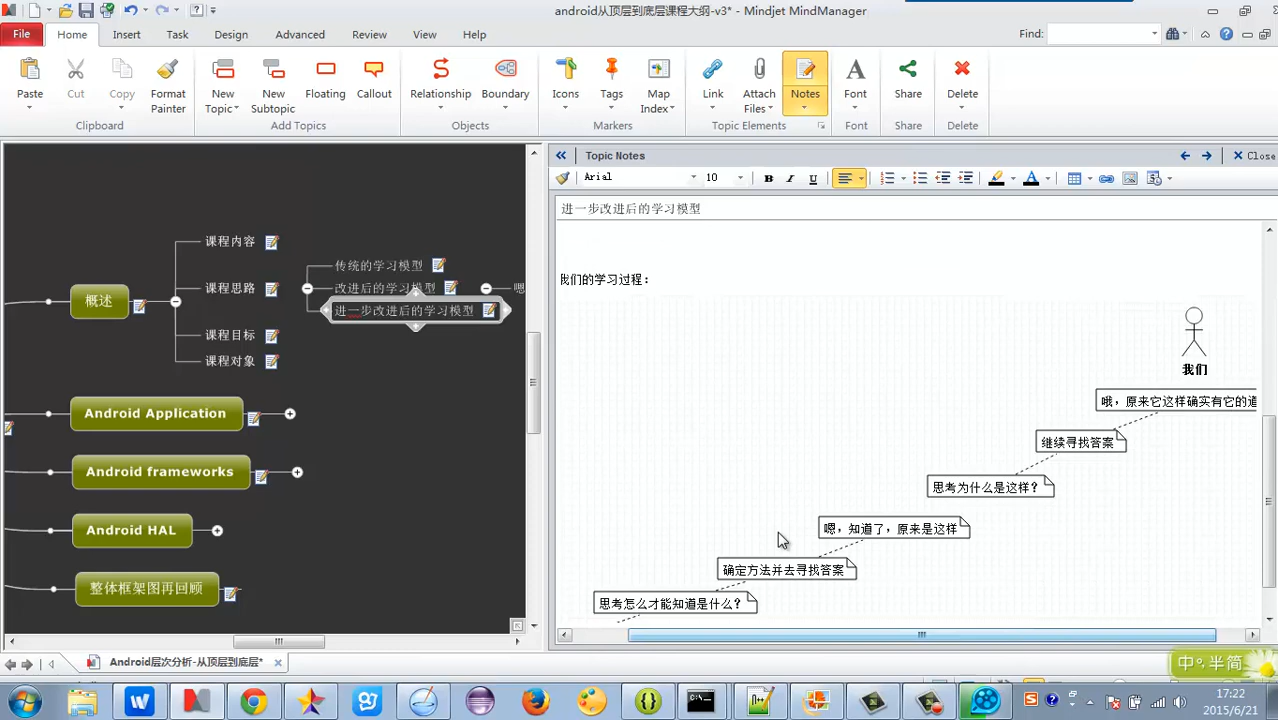 android从顶层到底层课程大纲-v3* - Mindjet MindManager
File Home Insert Task Design Advanced Review View Help Find:
Paste Cut Copy Format Painter New Topic New Subtopic Floating Callout Relationship Boundary Icons Tags Map Index Link Attach Files Notes Font Share Delete
Clipboard Add Topics Objects Markers Topic Elements Font Share Delete
Topic Notes Close
Arial 10 B I U
进一步改进后的学习模型
课程内容
传统的学习模型
我们的学习过程:
概述
课程思路
改进后的学习模型
嗯
进一步改进后的学习模型
课程目标
课程对象
我们
哦，原来它这样确实有它的道
Android Application
继续寻找答案
Android frameworks
思考为什么是这样?
嗯，知道了，原来是这样
Android HAL
确定方法并去寻找答案
整体框架图再回顾
思考怎么才能知道是什么?
Android层次分析-从顶层到底层*
中 半 简
17:22
2015/6/21